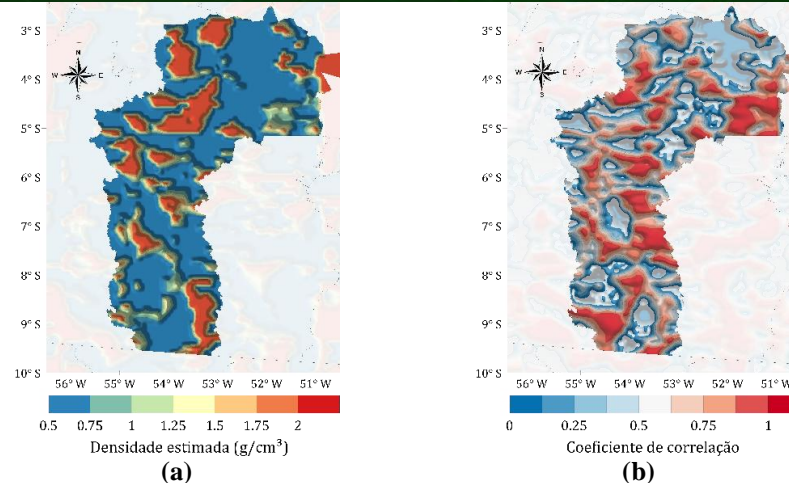 3° S
4° S
5° S
6° S
7° S
8° S
9° S
10° S
N
W E
S
56° W 55° W 54° W 53° W 52° W 51° W
0.5 0.75 1 1.25 1.5 1.75 2
Densidade estimada (g/cm³)
(a)
3° S
4° S
5° S
6° S
7° S
8° S
9° S
10° S
N
W E
S
56° W 55° W 54° W 53° W 52° W 51° W
0 0.25 0.5 0.75 1
Coeficiente de correlação
(b)